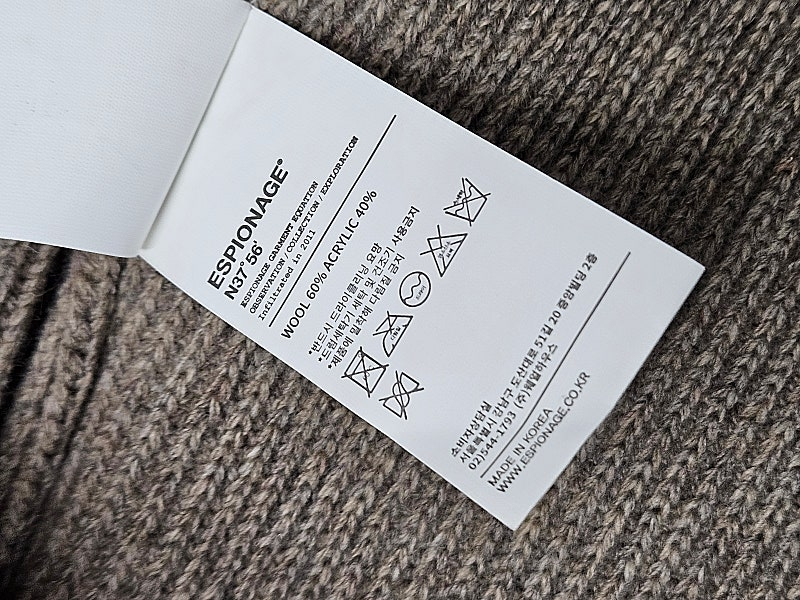 ESPIONAGE®
N37° 56'
ESPIONAGE GARMENT EQUATION
OBSERVATION / COLLECTION / EXPLORATION
Infiltrated in 2011
WOOL 60% ACRYLIC 40%
*반드시 드라이클리닝 요망
*드럼세탁기 세탁 및 건조기 사용금지
*제품에 밀착해 다림질 금지
소비자상담실
서울특별시 강남구 도산대로 51길 20 중앙빌딩 2층
02)544-1793 (주)웨얼하우스
MADE IN KOREA
WWW.ESPIONAGE.CO.KR